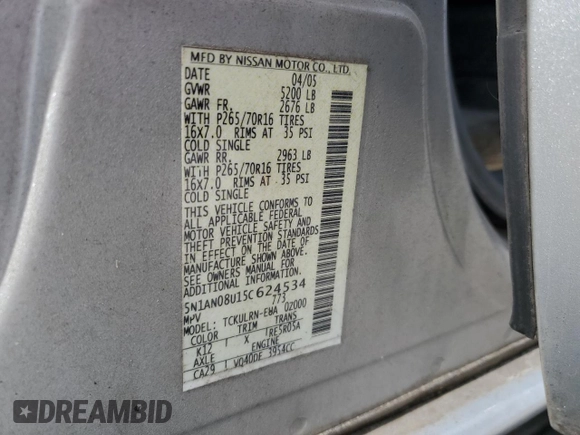 MFD BY NISSAN MOTOR CO., LTD.
DATE 04/05
GVWR 5200 LB
GAWR FR. 2676 LB
WITH P265/70R16 TIRES
16X7.0 RIMS AT 35 PSI
COLD SINGLE
GAWR RR. 2963 LB
WITH P265/70R16 TIRES
16X7.0 RIMS AT 35 PSI
COLD SINGLE
THIS VEHICLE CONFORMS TO
ALL APPLICABLE FEDERAL
MOTOR VEHICLE SAFETY AND
THEFT PREVENTION STANDARDS
IN EFFECT ON THE DATE OF
MANUFACTURE SHOWN ABOVE.
SEE OWNERS MANUAL FOR
ADDITIONAL INFORMATION.
5N1AN08U15C624534
MPV 773
MODEL: TCKULRN-EWA 02000
COLOR TRIM TRANS
K12 X TRE5R05A
AXLE ENGINE
CA29 VQ40DE 3954CC
DREAMBID